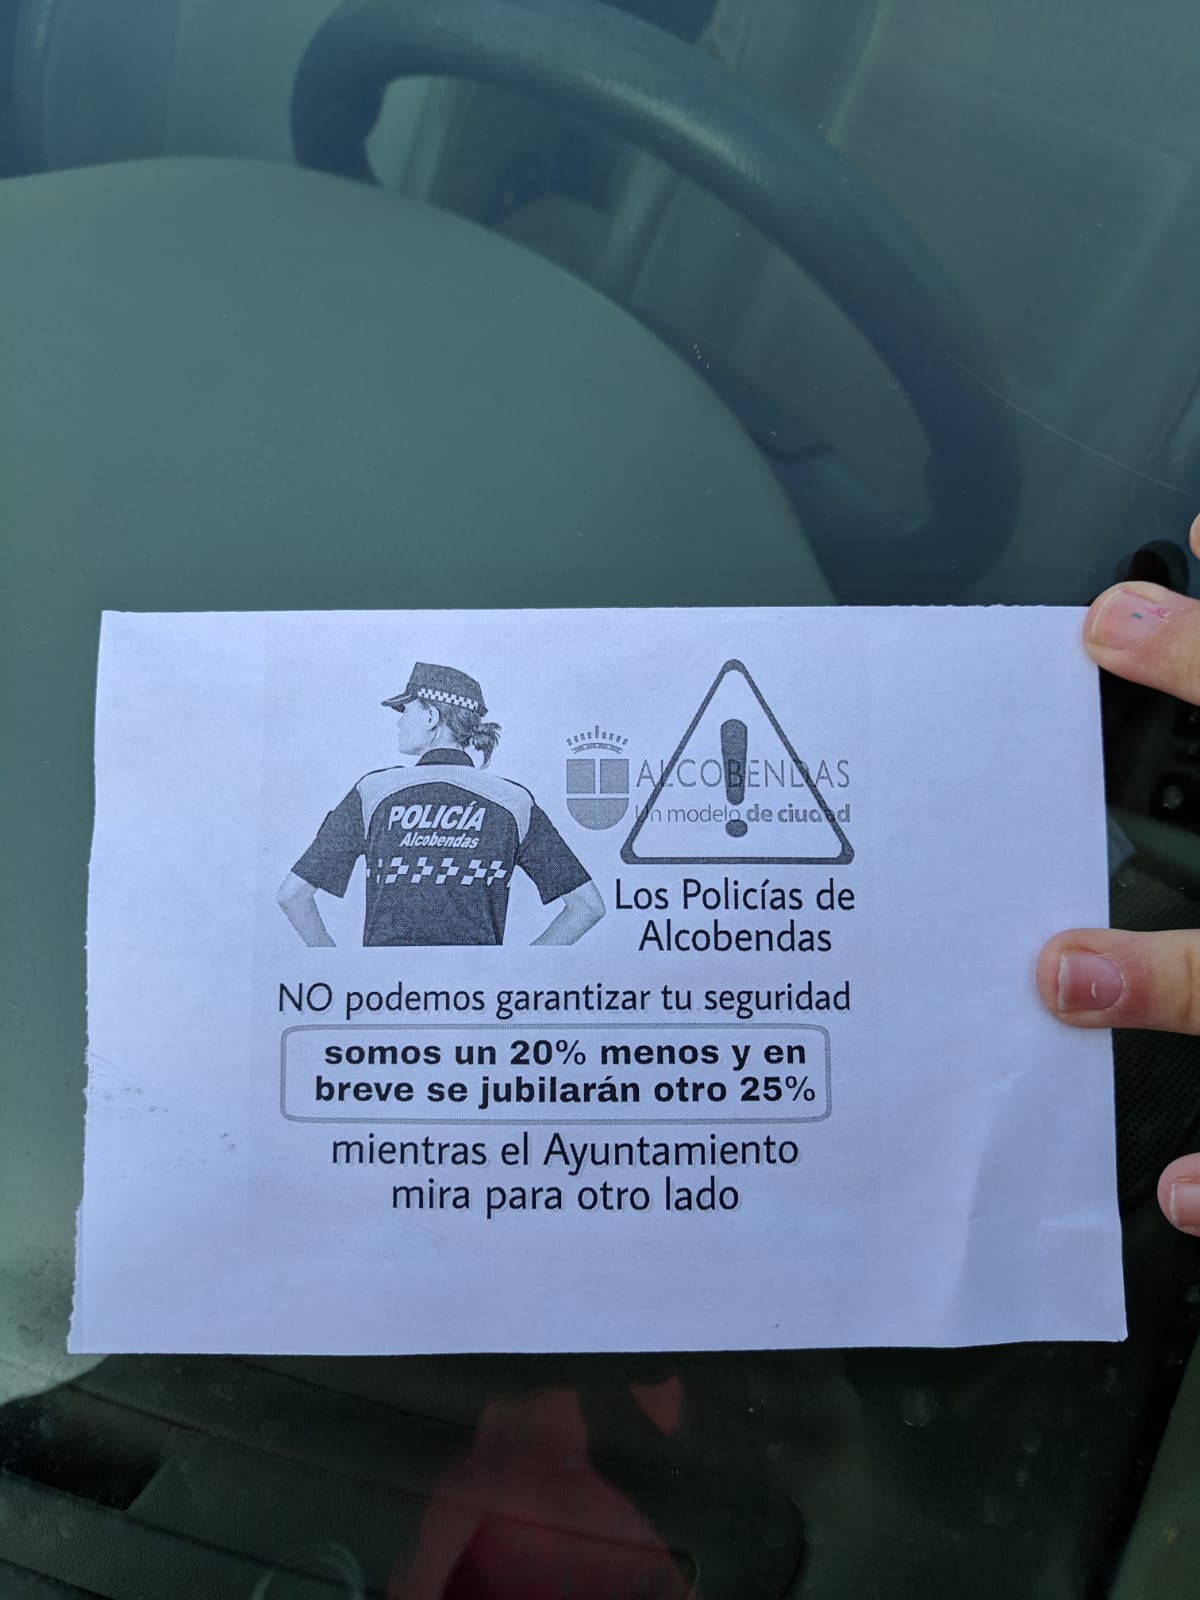 POLICÍA
Alcobendas
ALCOBENDAS
Un modelo de ciudad
Los Policías de
Alcobendas
NO podemos garantizar tu seguridad
somos un 20% menos y en
breve se jubilarán otro 25%
mientras el Ayuntamiento
mira para otro lado